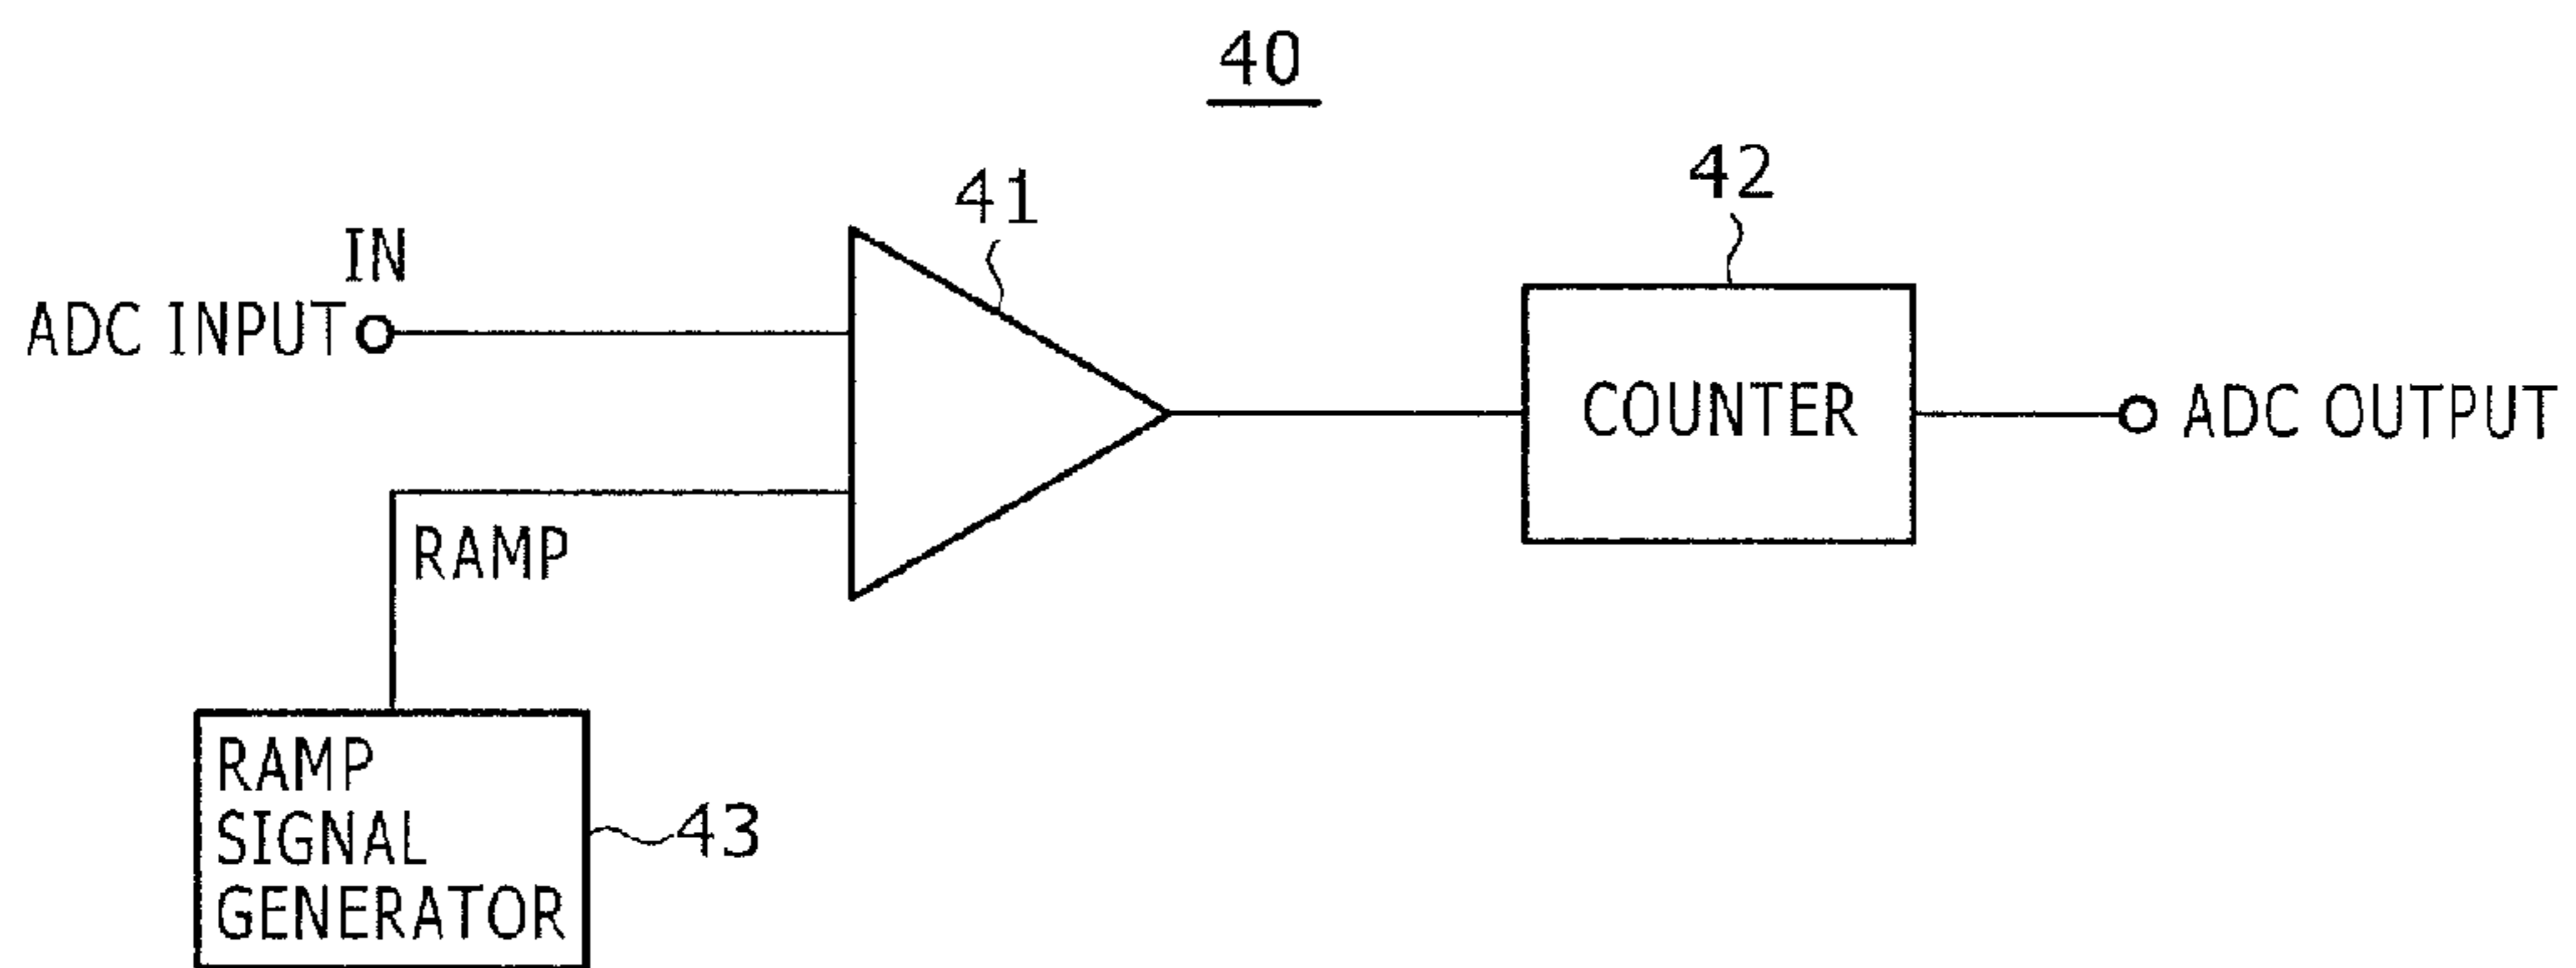 40
41
42
IN
ADC INPUT
COUNTER
ADC OUTPUT
RAMP
RAMP
SIGNAL
GENERATOR
43